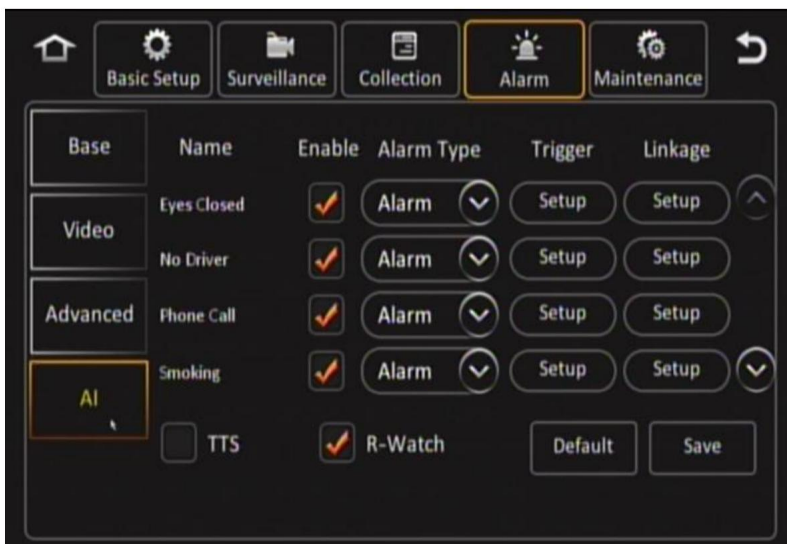 Basic Setup Surveillance Collection Alarm Maintenance
Base
Video
Advanced
AI
Name Enable Alarm Type Trigger Linkage
Eyes Closed Alarm Setup Setup
No Driver Alarm Setup Setup
Phone Call Alarm Setup Setup
Smoking Alarm Setup Setup
TTS R-Watch Default Save